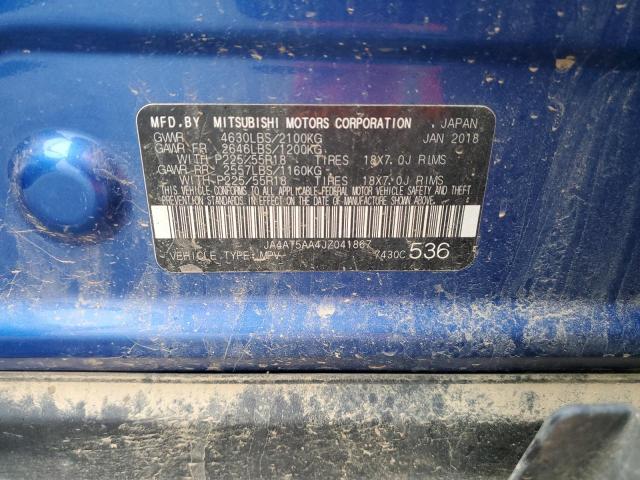 MFD.BY MITSUBISHI MOTORS CORPORATION, JAPAN
GVWR 4630LBS/2100KG JAN 2018
GAWR FR 2646LBS/1200KG
WITH P225/55R18 TIRES 18X7.0J RIMS
GAWR RR 2557LBS/1160KG
WITH P225/55R18 TIRES 18X7.0J RIMS
THIS VEHICLE CONFORMS TO ALL APPLICABLE FEDERAL MOTOR VEHICLE SAFETY AND THEFT
PREVENTION STANDARDS IN EFFECT ON THE DATE OF MANUFACTURE SHOWN ABOVE.
JA4AT5AA4JZ041867
VEHICLE TYPE: MPV 7430C 536